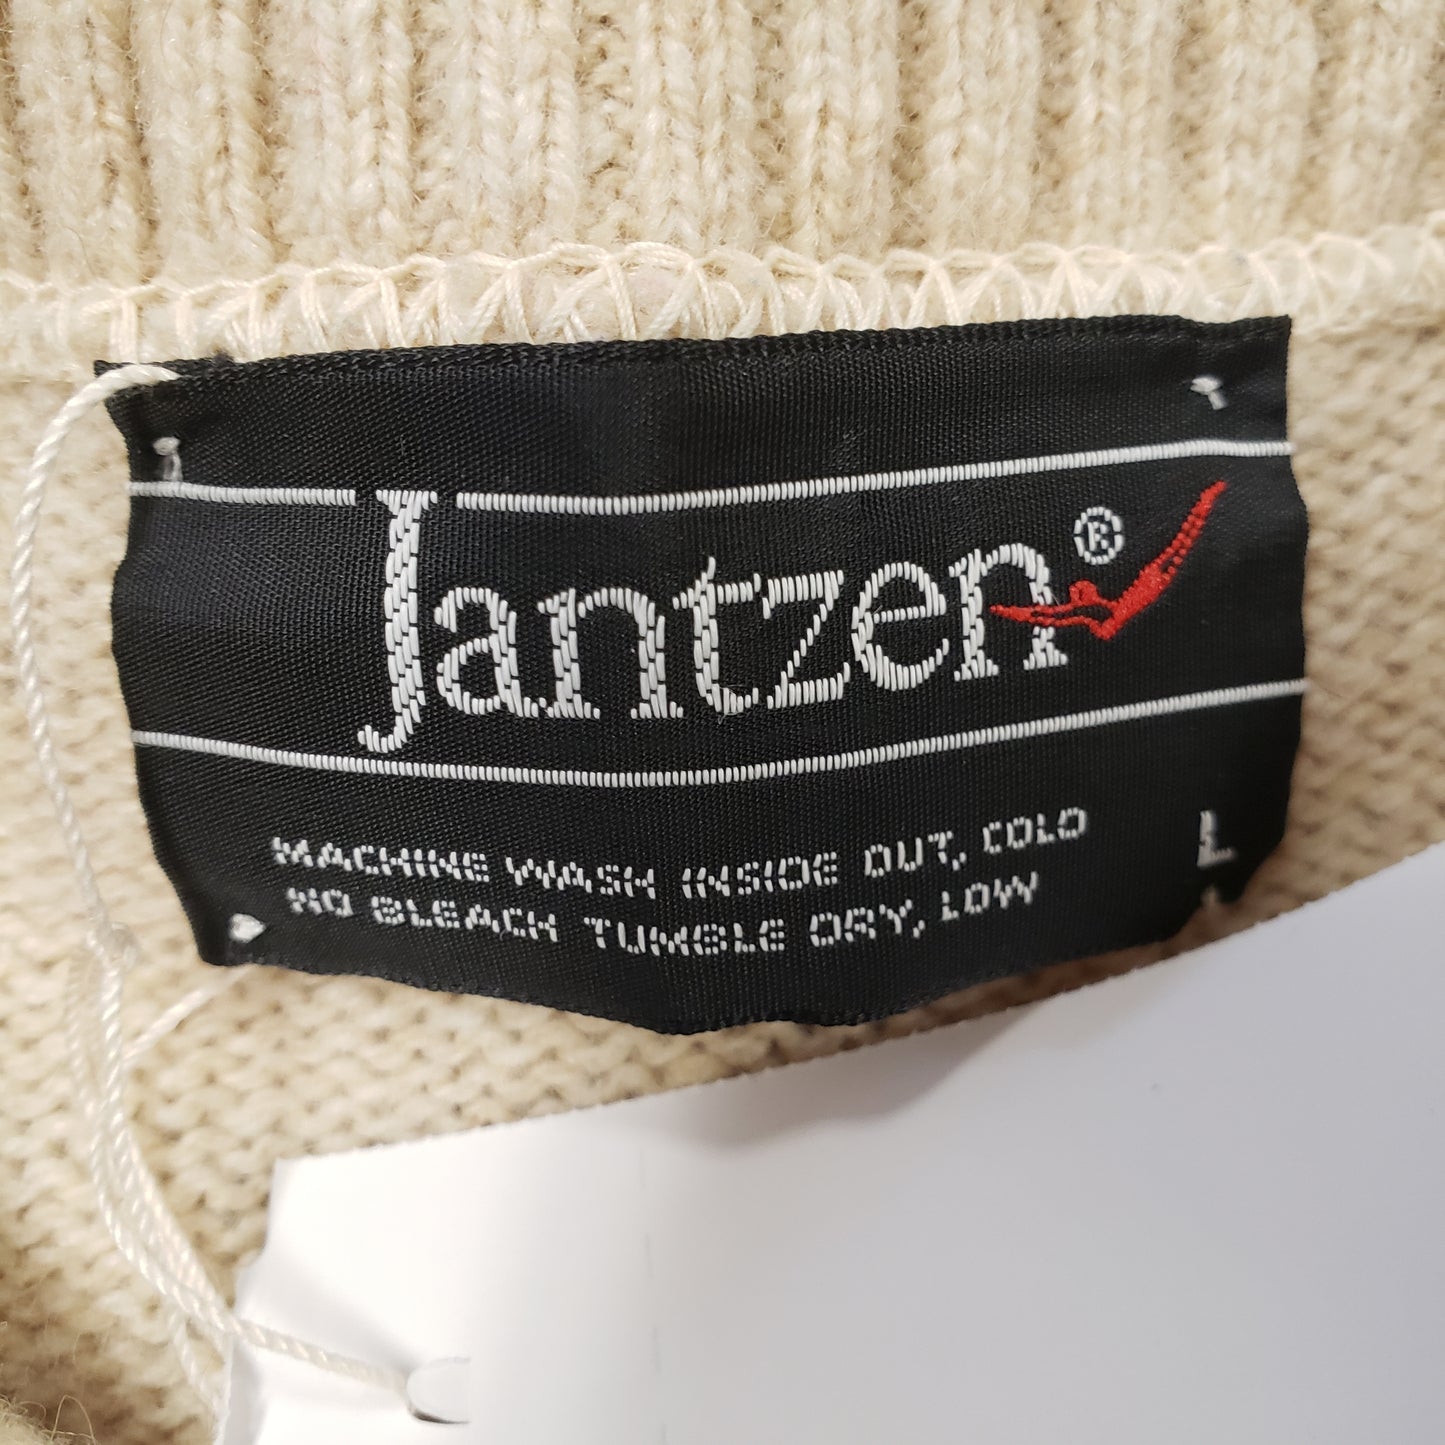 Jantzen®
MACHINE WASH INSIDE OUT, COLD
NO BLEACH TUMBLE DRY, LOW
L